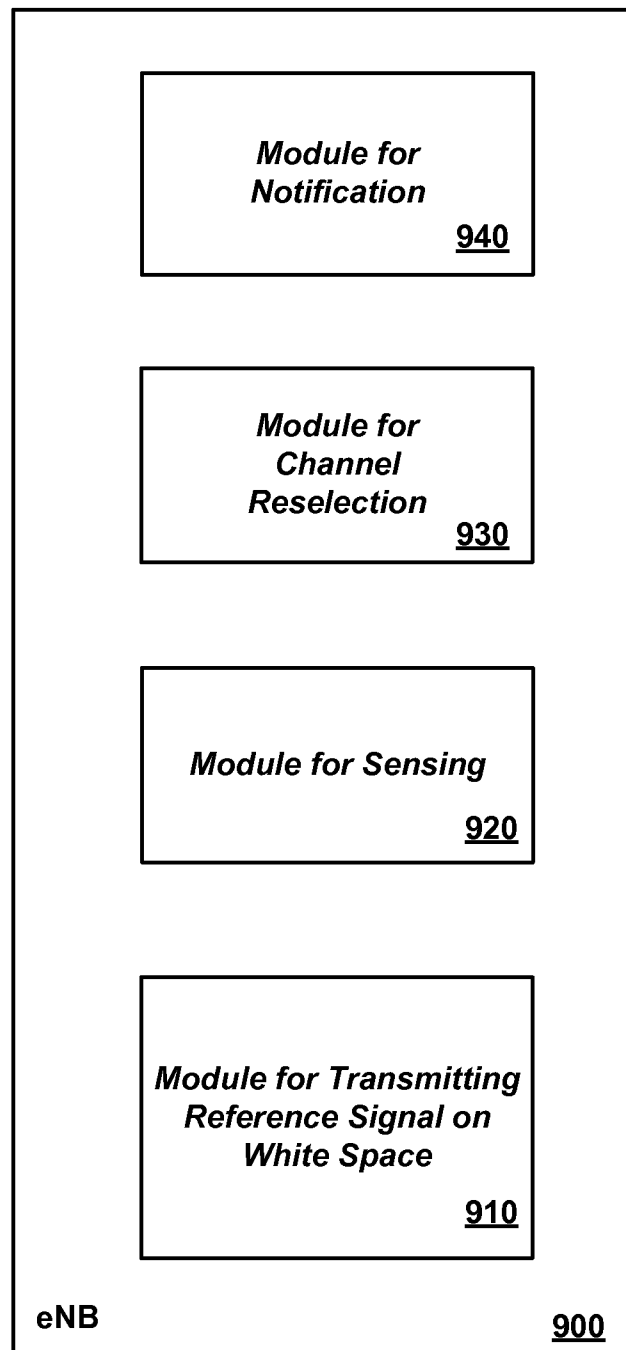 Module for
Notification
940
Module for
Channel
Reselection
930
Module for Sensing
920
Module for Transmitting
Reference Signal on
White Space
910
eNB
900